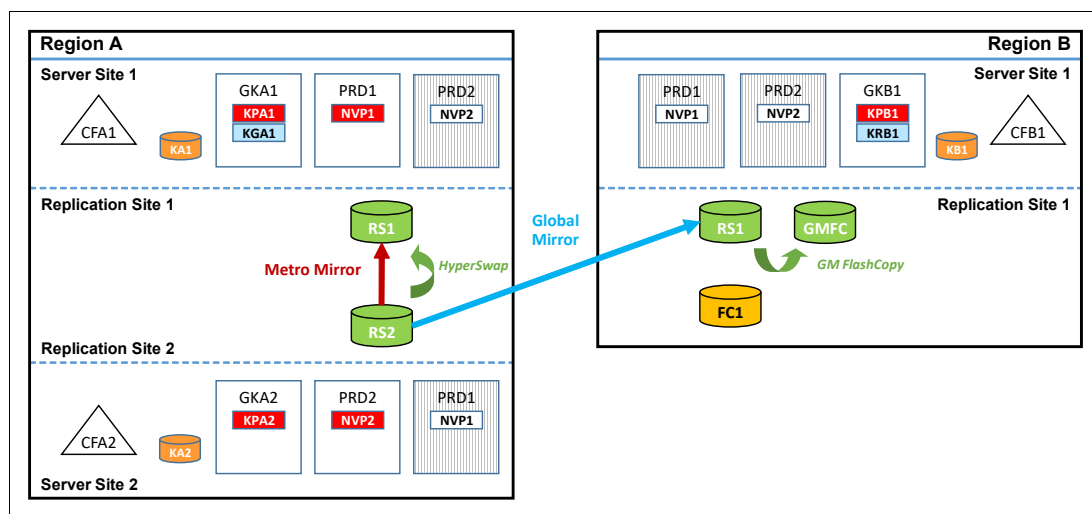 Region A
Server Site 1
CFA1
KA1
GKA1
KPA1
KGA1
PRD1
NVP1
PRD2
NVP2
Replication Site 1
RS1
Metro Mirror
HyperSwap
RS2
Replication Site 2
CFA2
KA2
GKA2
KPA2
PRD2
NVP2
PRD1
NVP1
Server Site 2
Global
Mirror
Region B
Server Site 1
PRD1
NVP1
PRD2
NVP2
GKB1
KPB1
KRB1
KB1
CFB1
Replication Site 1
RS1
GMFC
GM FlashCopy
FC1